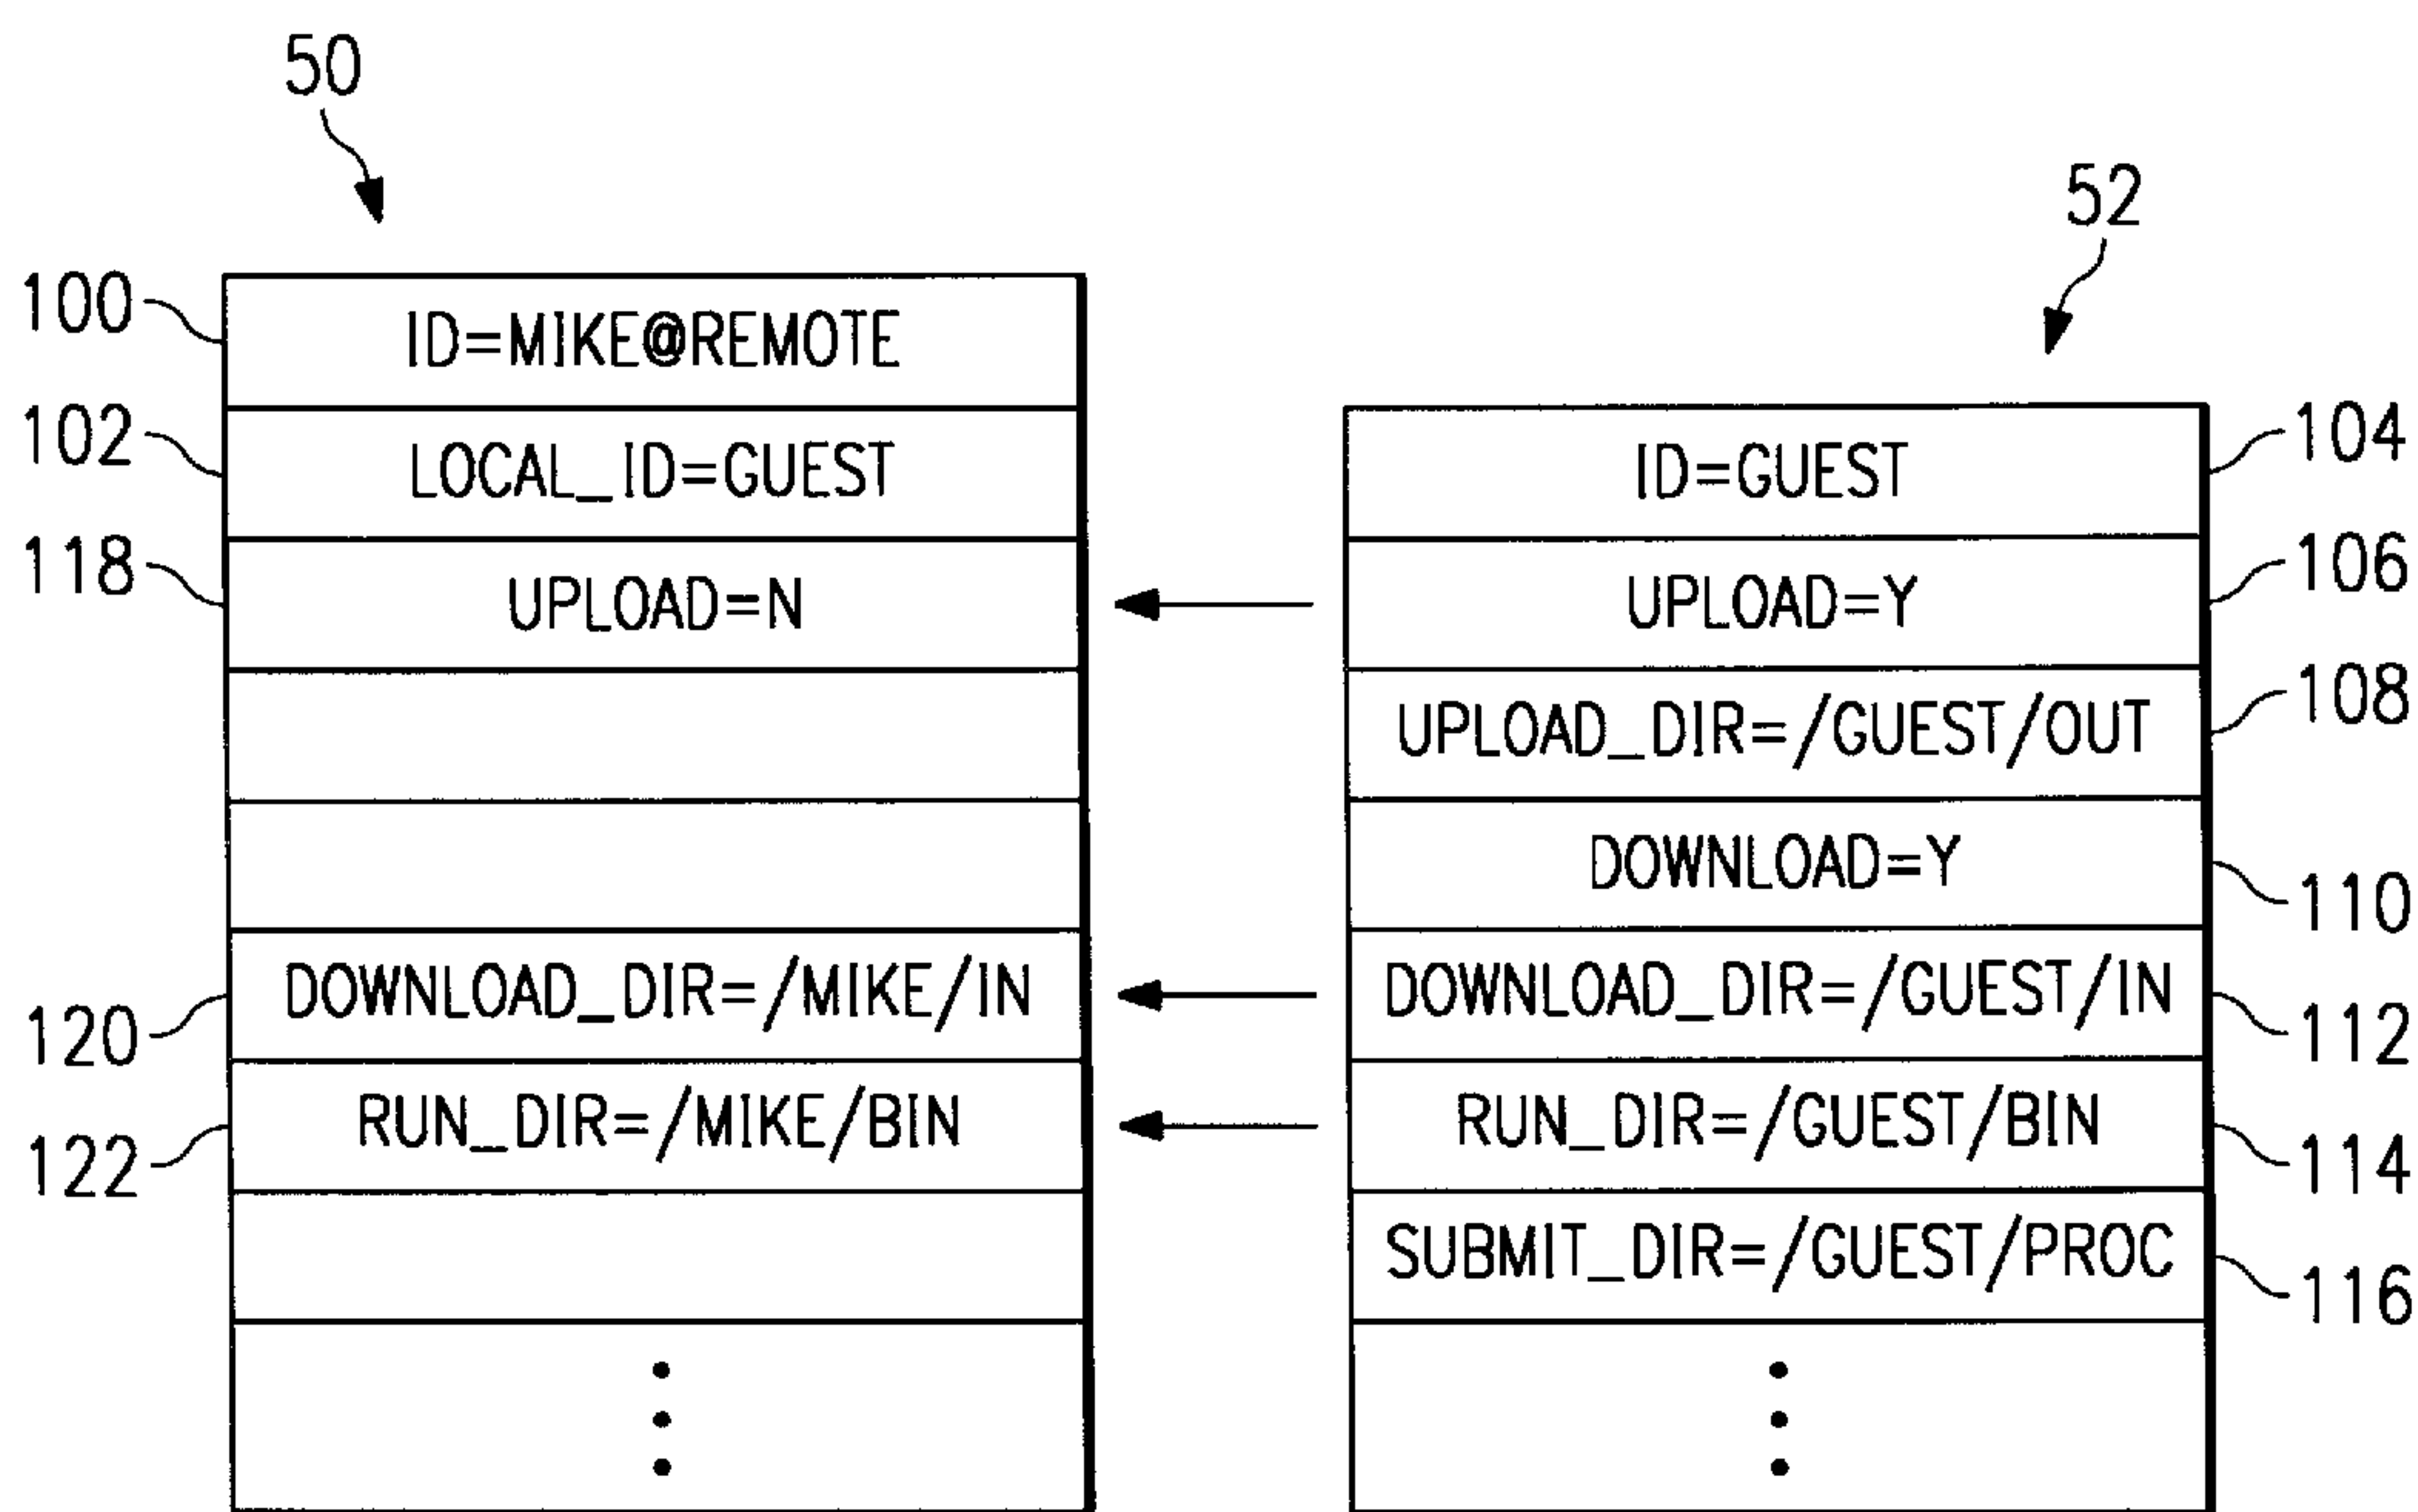 50
52
100
ID=MIKE@REMOTE
102
LOCAL_ID=GUEST
ID=GUEST
104
118
UPLOAD=N
UPLOAD=Y
106
UPLOAD_DIR=/GUEST/OUT
108
DOWNLOAD=Y
110
120
DOWNLOAD_DIR=/MIKE/IN
DOWNLOAD_DIR=/GUEST/IN
112
122
RUN_DIR=/MIKE/BIN
RUN_DIR=/GUEST/BIN
114
SUBMIT_DIR=/GUEST/PROC
116